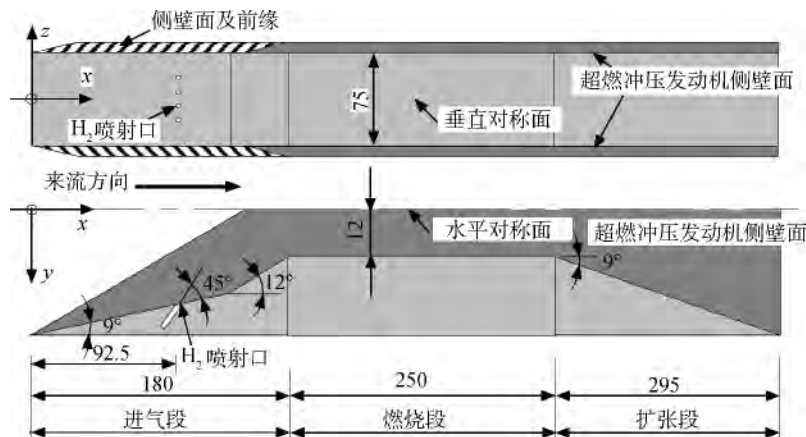 侧壁面及前缘
z
x
H₂喷射口
75
垂直对称面
超燃冲压发动机侧壁面
来流方向
x
y
12
水平对称面
超燃冲压发动机侧壁面
9°
45°
12°
9°
H₂喷射口
92.5
180
250
295
进气段
燃烧段
扩张段